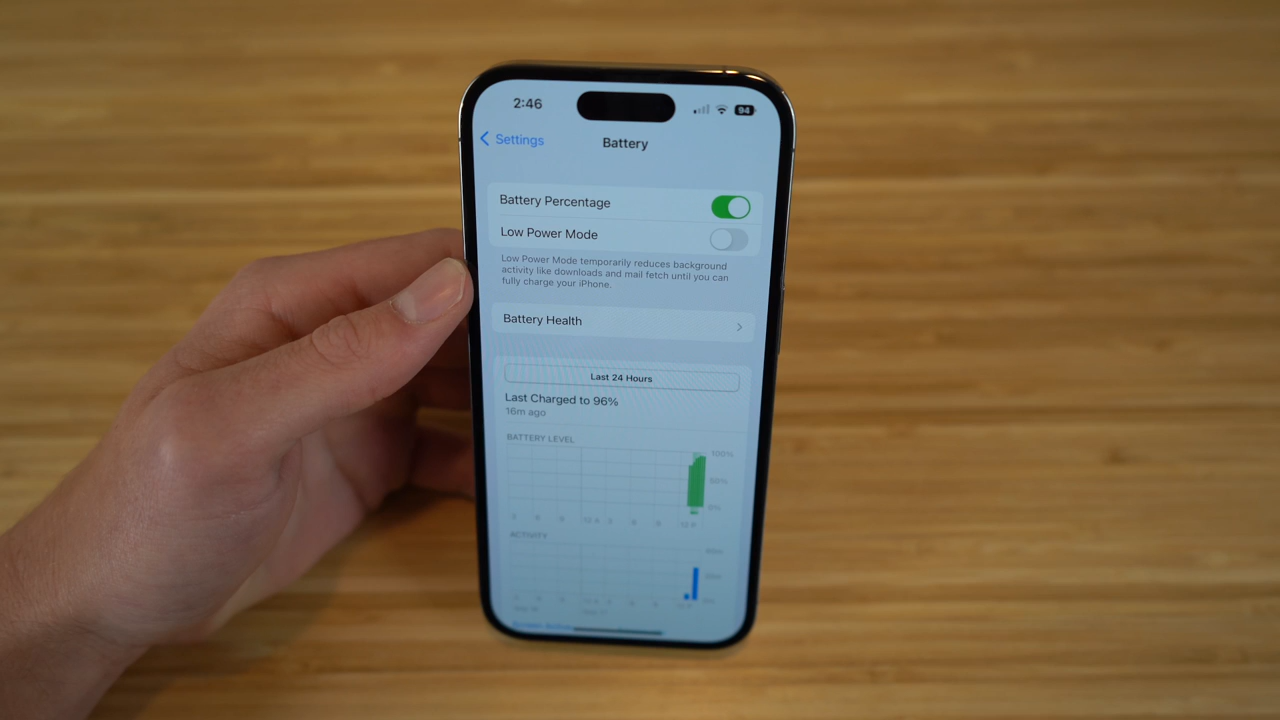 2:46
94
Settings
Battery
Battery Percentage
Low Power Mode
Low Power Mode temporarily reduces background
activity like downloads and mail fetch until you can
fully charge your iPhone.
Battery Health
Last 24 Hours
Last Charged to 96%
16m ago
BATTERY LEVEL
100%
50%
0%
12 A
12 P
ACTIVITY